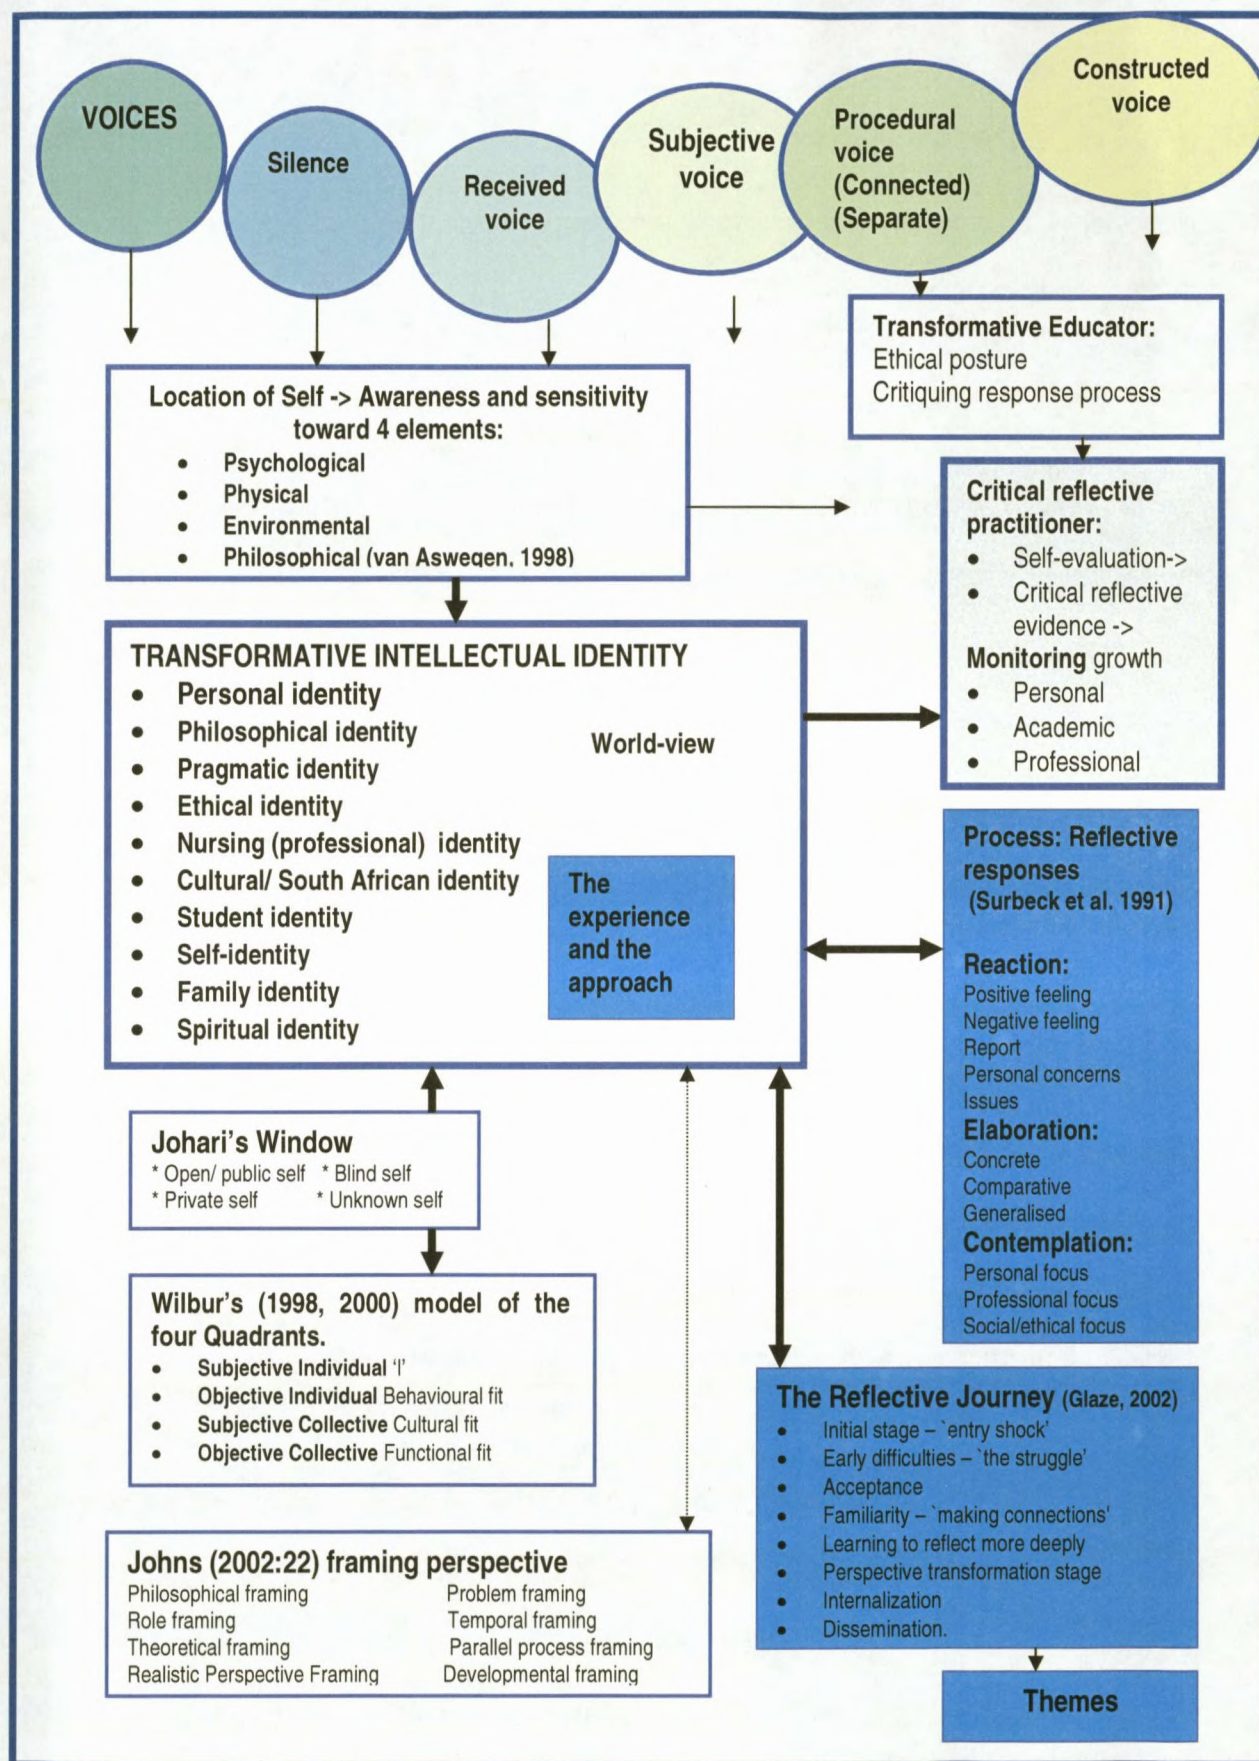 VOICES
Silence
Received
voice
Subjective
voice
Procedural
voice
(Connected)
(Separate)
Constructed
voice
Transformative Educator:
Ethical posture
Critiquing response process
Location of Self -> Awareness and sensitivity
toward 4 elements:
• Psychological
• Physical
• Environmental
• Philosophical (van Aswegen, 1998)
Critical reflective
practitioner:
• Self-evaluation->
• Critical reflective
evidence ->
Monitoring growth
• Personal
• Academic
• Professional
TRANSFORMATIVE INTELLECTUAL IDENTITY
• Personal identity
• Philosophical identity
• Pragmatic identity
• Ethical identity
• Nursing (professional) identity
• Cultural/ South African identity
• Student identity
• Self-identity
• Family identity
• Spiritual identity
World-view
The
experience
and the
approach
Process: Reflective
responses
(Surbeck et al. 1991)
Reaction:
Positive feeling
Negative feeling
Report
Personal concerns
Issues
Elaboration:
Concrete
Comparative
Generalised
Contemplation:
Personal focus
Professional focus
Social/ethical focus
Johari's Window
* Open/ public self * Blind self
* Private self * Unknown self
Wilbur's (1998, 2000) model of the
four Quadrants.
• Subjective Individual ‘I’
• Objective Individual Behavioural fit
• Subjective Collective Cultural fit
• Objective Collective Functional fit
The Reflective Journey (Glaze, 2002)
• Initial stage – `entry shock'
• Early difficulties – `the struggle'
• Acceptance
• Familiarity – `making connections'
• Learning to reflect more deeply
• Perspective transformation stage
• Internalization
• Dissemination.
Johns (2002:22) framing perspective
Philosophical framing Problem framing
Role framing Temporal framing
Theoretical framing Parallel process framing
Realistic Perspective Framing Developmental framing
Themes